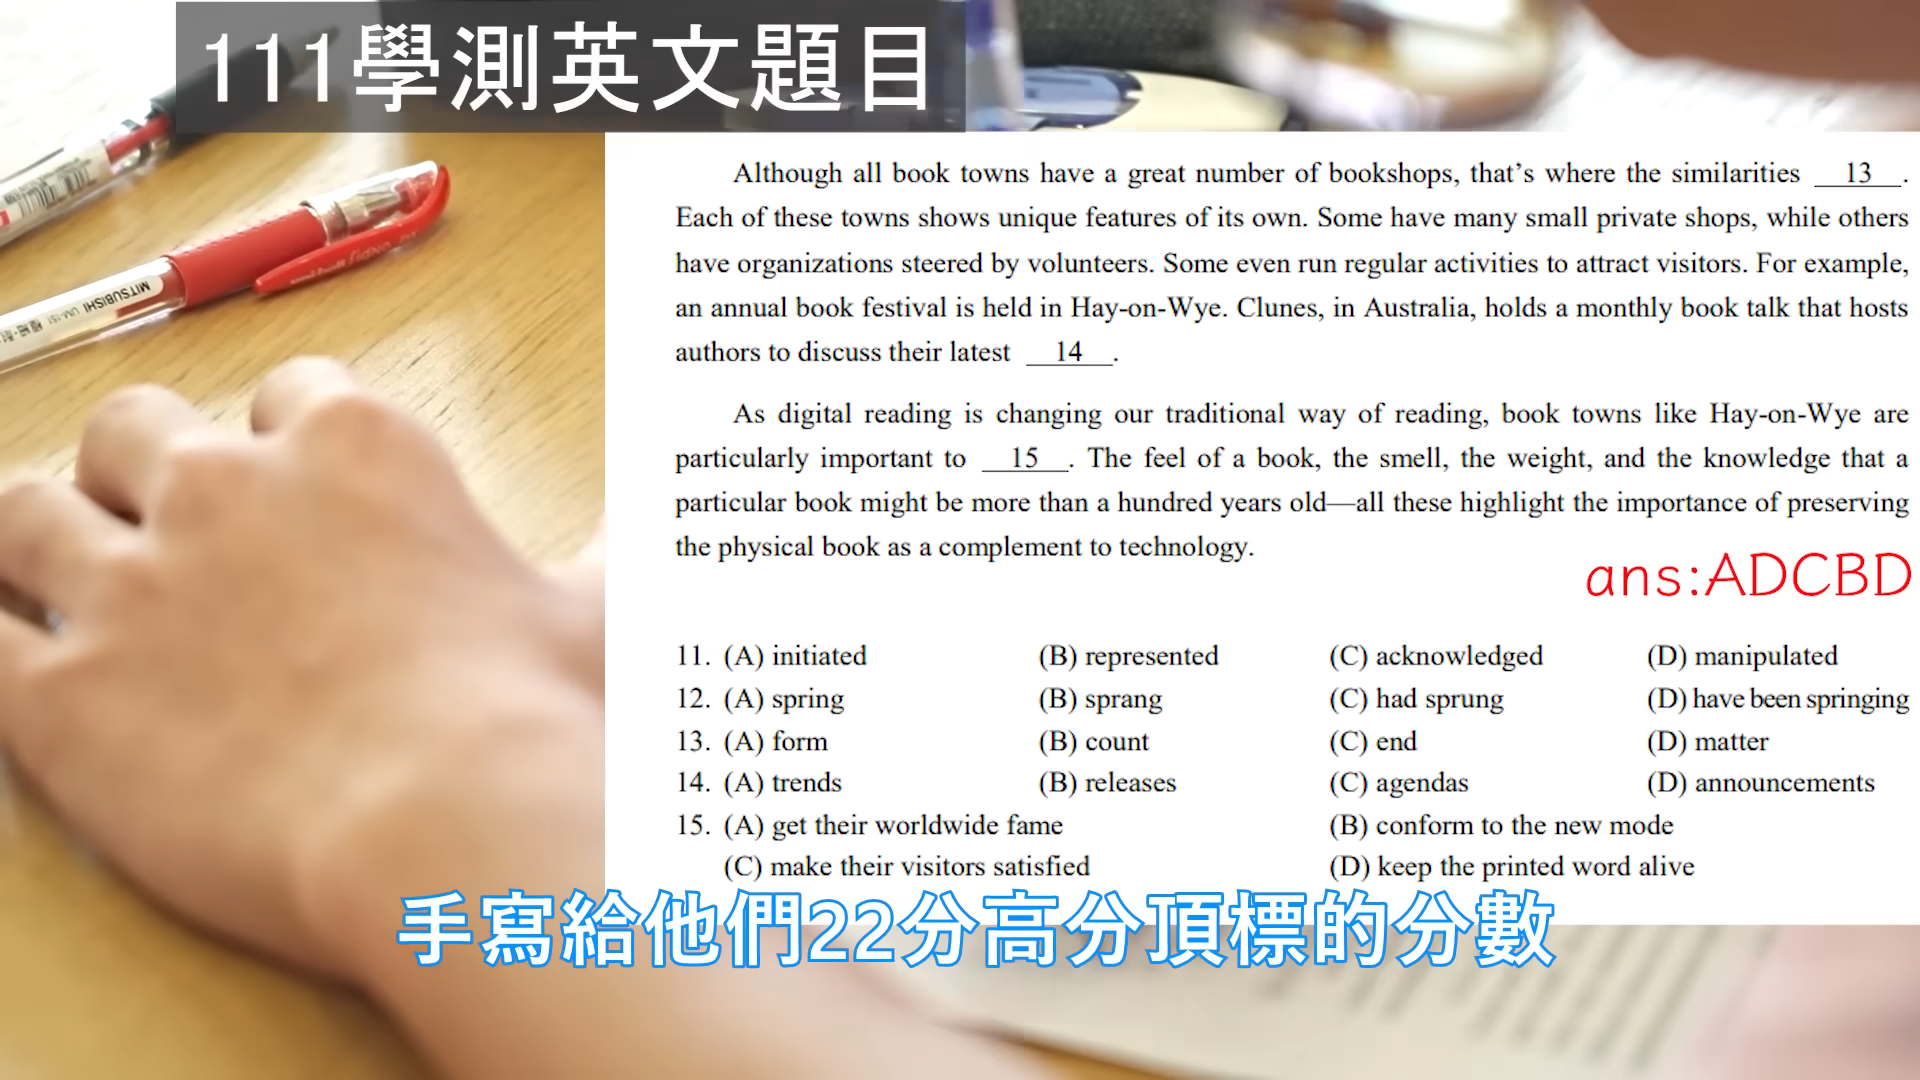 111學測英文題目
Although all book towns have a great number of bookshops, that's where the similarities 13 .
Each of these towns shows unique features of its own. Some have many small private shops, while others
have organizations steered by volunteers. Some even run regular activities to attract visitors. For example,
an annual book festival is held in Hay-on-Wye. Clunes, in Australia, holds a monthly book talk that hosts
authors to discuss their latest 14 .
As digital reading is changing our traditional way of reading, book towns like Hay-on-Wye are
particularly important to 15 . The feel of a book, the smell, the weight, and the knowledge that a
particular book might be more than a hundred years old—all these highlight the importance of preserving
the physical book as a complement to technology.
ans:ADCBD
11. (A) initiated (B) represented (C) acknowledged (D) manipulated
12. (A) spring (B) sprang (C) had sprung (D) have been springing
13. (A) form (B) count (C) end (D) matter
14. (A) trends (B) releases (C) agendas (D) announcements
15. (A) get their worldwide fame (B) conform to the new mode
(C) make their visitors satisfied (D) keep the printed word alive
手寫給他們22分高分頂標的分數
MITSUBISHI